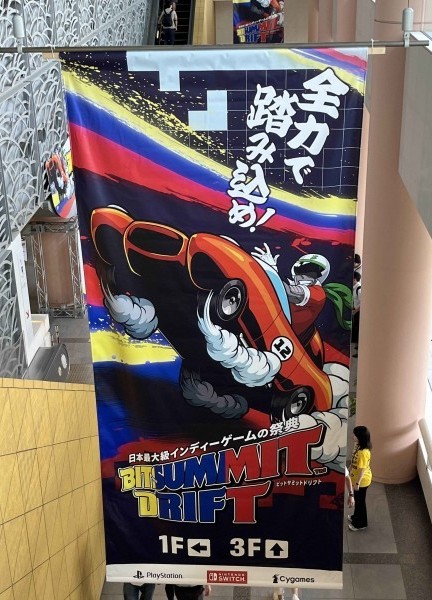 全力で
踏み込め!
12
日本最大級インディーゲームの祭典
BITSUMMIT
DRIFT
ビットサミットドリフト
1F← 3F↑
PlayStation
NINTENDO
SWITCH
Cygames